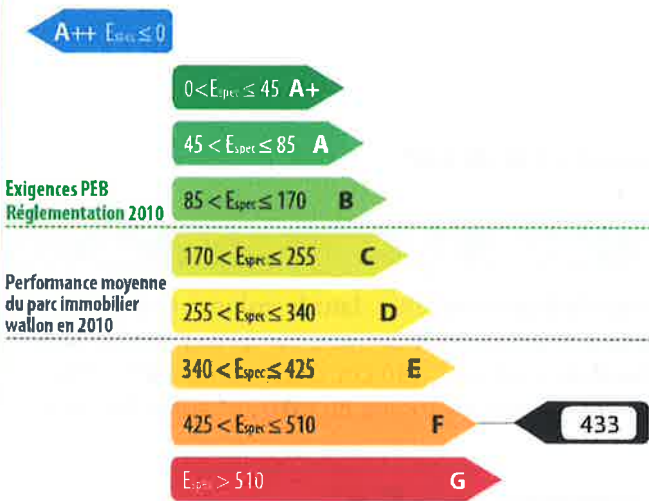 A++ Espec ≤ 0
0 < Espec ≤ 45 A+
45 < Espec ≤ 85 A
Exigences PEB
Réglementation 2010
85 < Espec ≤ 170 B
170 < Espec ≤ 255 C
Performance moyenne
du parc immobilier
wallon en 2010
255 < Espec ≤ 340 D
340 < Espec ≤ 425 E
425 < Espec ≤ 510 F
433
Espec > 510 G